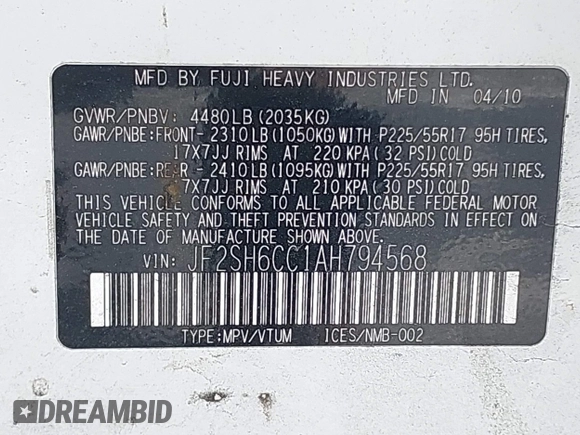 MFD BY FUJI HEAVY INDUSTRIES LTD.
MFD IN 04/10
GVWR/PNBV: 4480LB(2035KG)
GAWR/PNBE:FRONT-2310LB(1050KG)WITH P225/55R17 95H TIRES,
17X7JJ RIMS AT 220 KPA(32 PSI)COLD
GAWR/PNBE:REAR -2410LB(1095KG)WITH P225/55R17 95H TIRES,
7X7JJ RIMS AT 210 KPA(30 PSI)COLD
THIS VEHICLE CONFORMS TO ALL APPLICABLE FEDERAL MOTOR
VEHICLE SAFETY AND THEFT PREVENTION STANDARDS IN EFFECT
ON THE DATE OF MANUFACTURE SHOWN ABOVE.
VIN: JF2SH6CC1AH794568
TYPE:MPV/VTUM ICES/NMB-002
DREAMBID